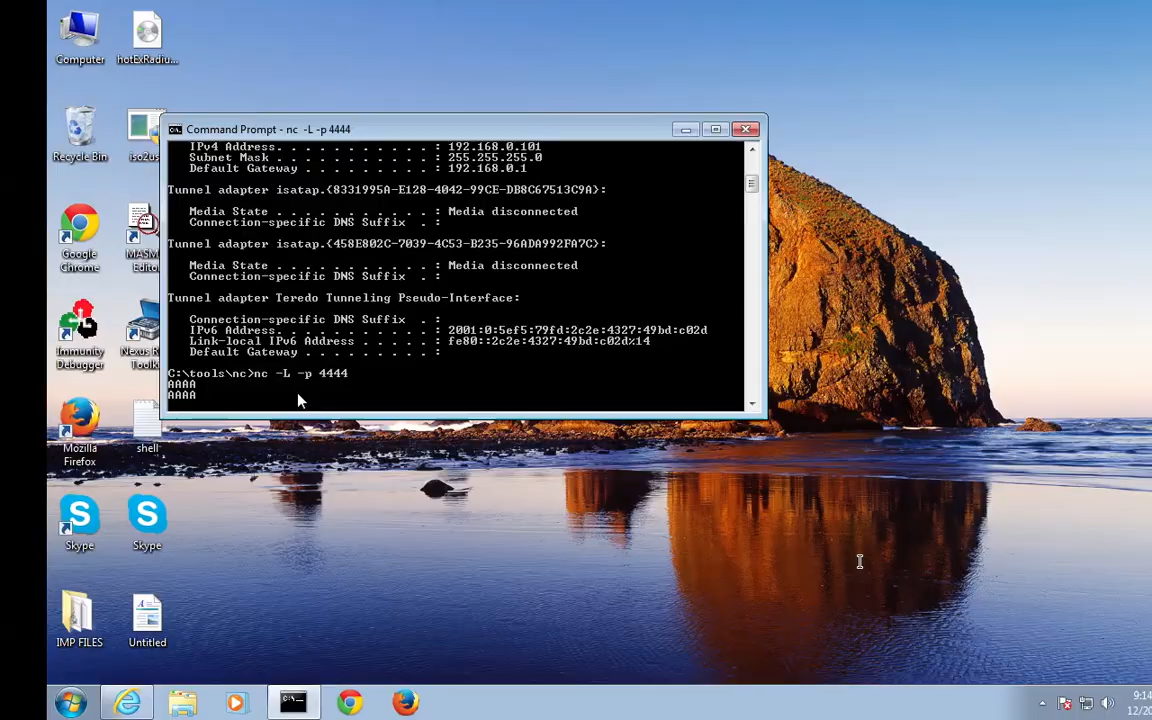 Computer
hotExRadiu...
Recycle Bin
iso2us
Google
Chrome
MASM
Editor
Immunity
Debugger
Nexus R
Toolki
Mozilla
Firefox
shell
Skype
Skype
IMP FILES
Untitled
Command Prompt - nc -L -p 4444
IPv4 Address. . . . . . . . . . . : 192.168.0.101
Subnet Mask . . . . . . . . . . . : 255.255.255.0
Default Gateway . . . . . . . . . : 192.168.0.1
Tunnel adapter isatap.{8331995A-E128-4042-99CE-DB8C67513C9A}:
Media State . . . . . . . . . . . : Media disconnected
Connection-specific DNS Suffix . :
Tunnel adapter isatap.{458E802C-7039-4C53-B235-96ADA992FA7C}:
Media State . . . . . . . . . . . : Media disconnected
Connection-specific DNS Suffix . :
Tunnel adapter Teredo Tunneling Pseudo-Interface:
Connection-specific DNS Suffix . :
IPv6 Address. . . . . . . . . . . : 2001:0:5ef5:79fd:2c2e:4327:49bd:c02d
Link-local IPv6 Address . . . . . : fe80::2c2e:4327:49bd:c02d%14
Default Gateway . . . . . . . . . :
C:\tools\nc>nc -L -p 4444
AAAA
AAAA
C:\
9:14
12/20